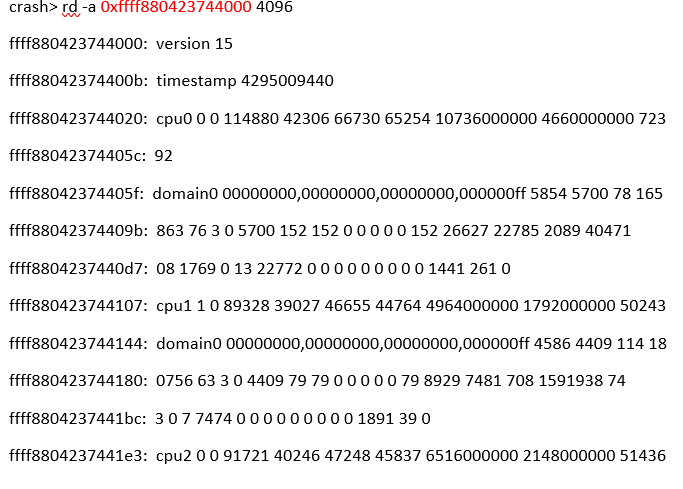 crash> rd -a 0xffff880423744000 4096
ffff880423744000: version 15
ffff88042374400b: timestamp 4295009440
ffff880423744020: cpu0 0 0 114880 42306 66730 65254 10736000000 4660000000 723
ffff88042374405c: 92
ffff88042374405f: domain0 00000000,00000000,00000000,000000ff 5854 5700 78 165
ffff88042374409b: 863 76 3 0 5700 152 152 0 0 0 0 0 152 26627 22785 2089 40471
ffff8804237440d7: 08 1769 0 13 22772 0 0 0 0 0 0 0 0 0 1441 261 0
ffff880423744107: cpu1 1 0 89328 39027 46655 44764 4964000000 1792000000 50243
ffff880423744144: domain0 00000000,00000000,00000000,000000ff 4586 4409 114 18
ffff880423744180: 0756 63 3 0 4409 79 79 0 0 0 0 0 79 8929 7481 708 1591938 74
ffff8804237441bc: 3 0 7 7474 0 0 0 0 0 0 0 0 0 1891 39 0
ffff8804237441e3: cpu2 0 0 91721 40246 47248 45837 6516000000 2148000000 51436